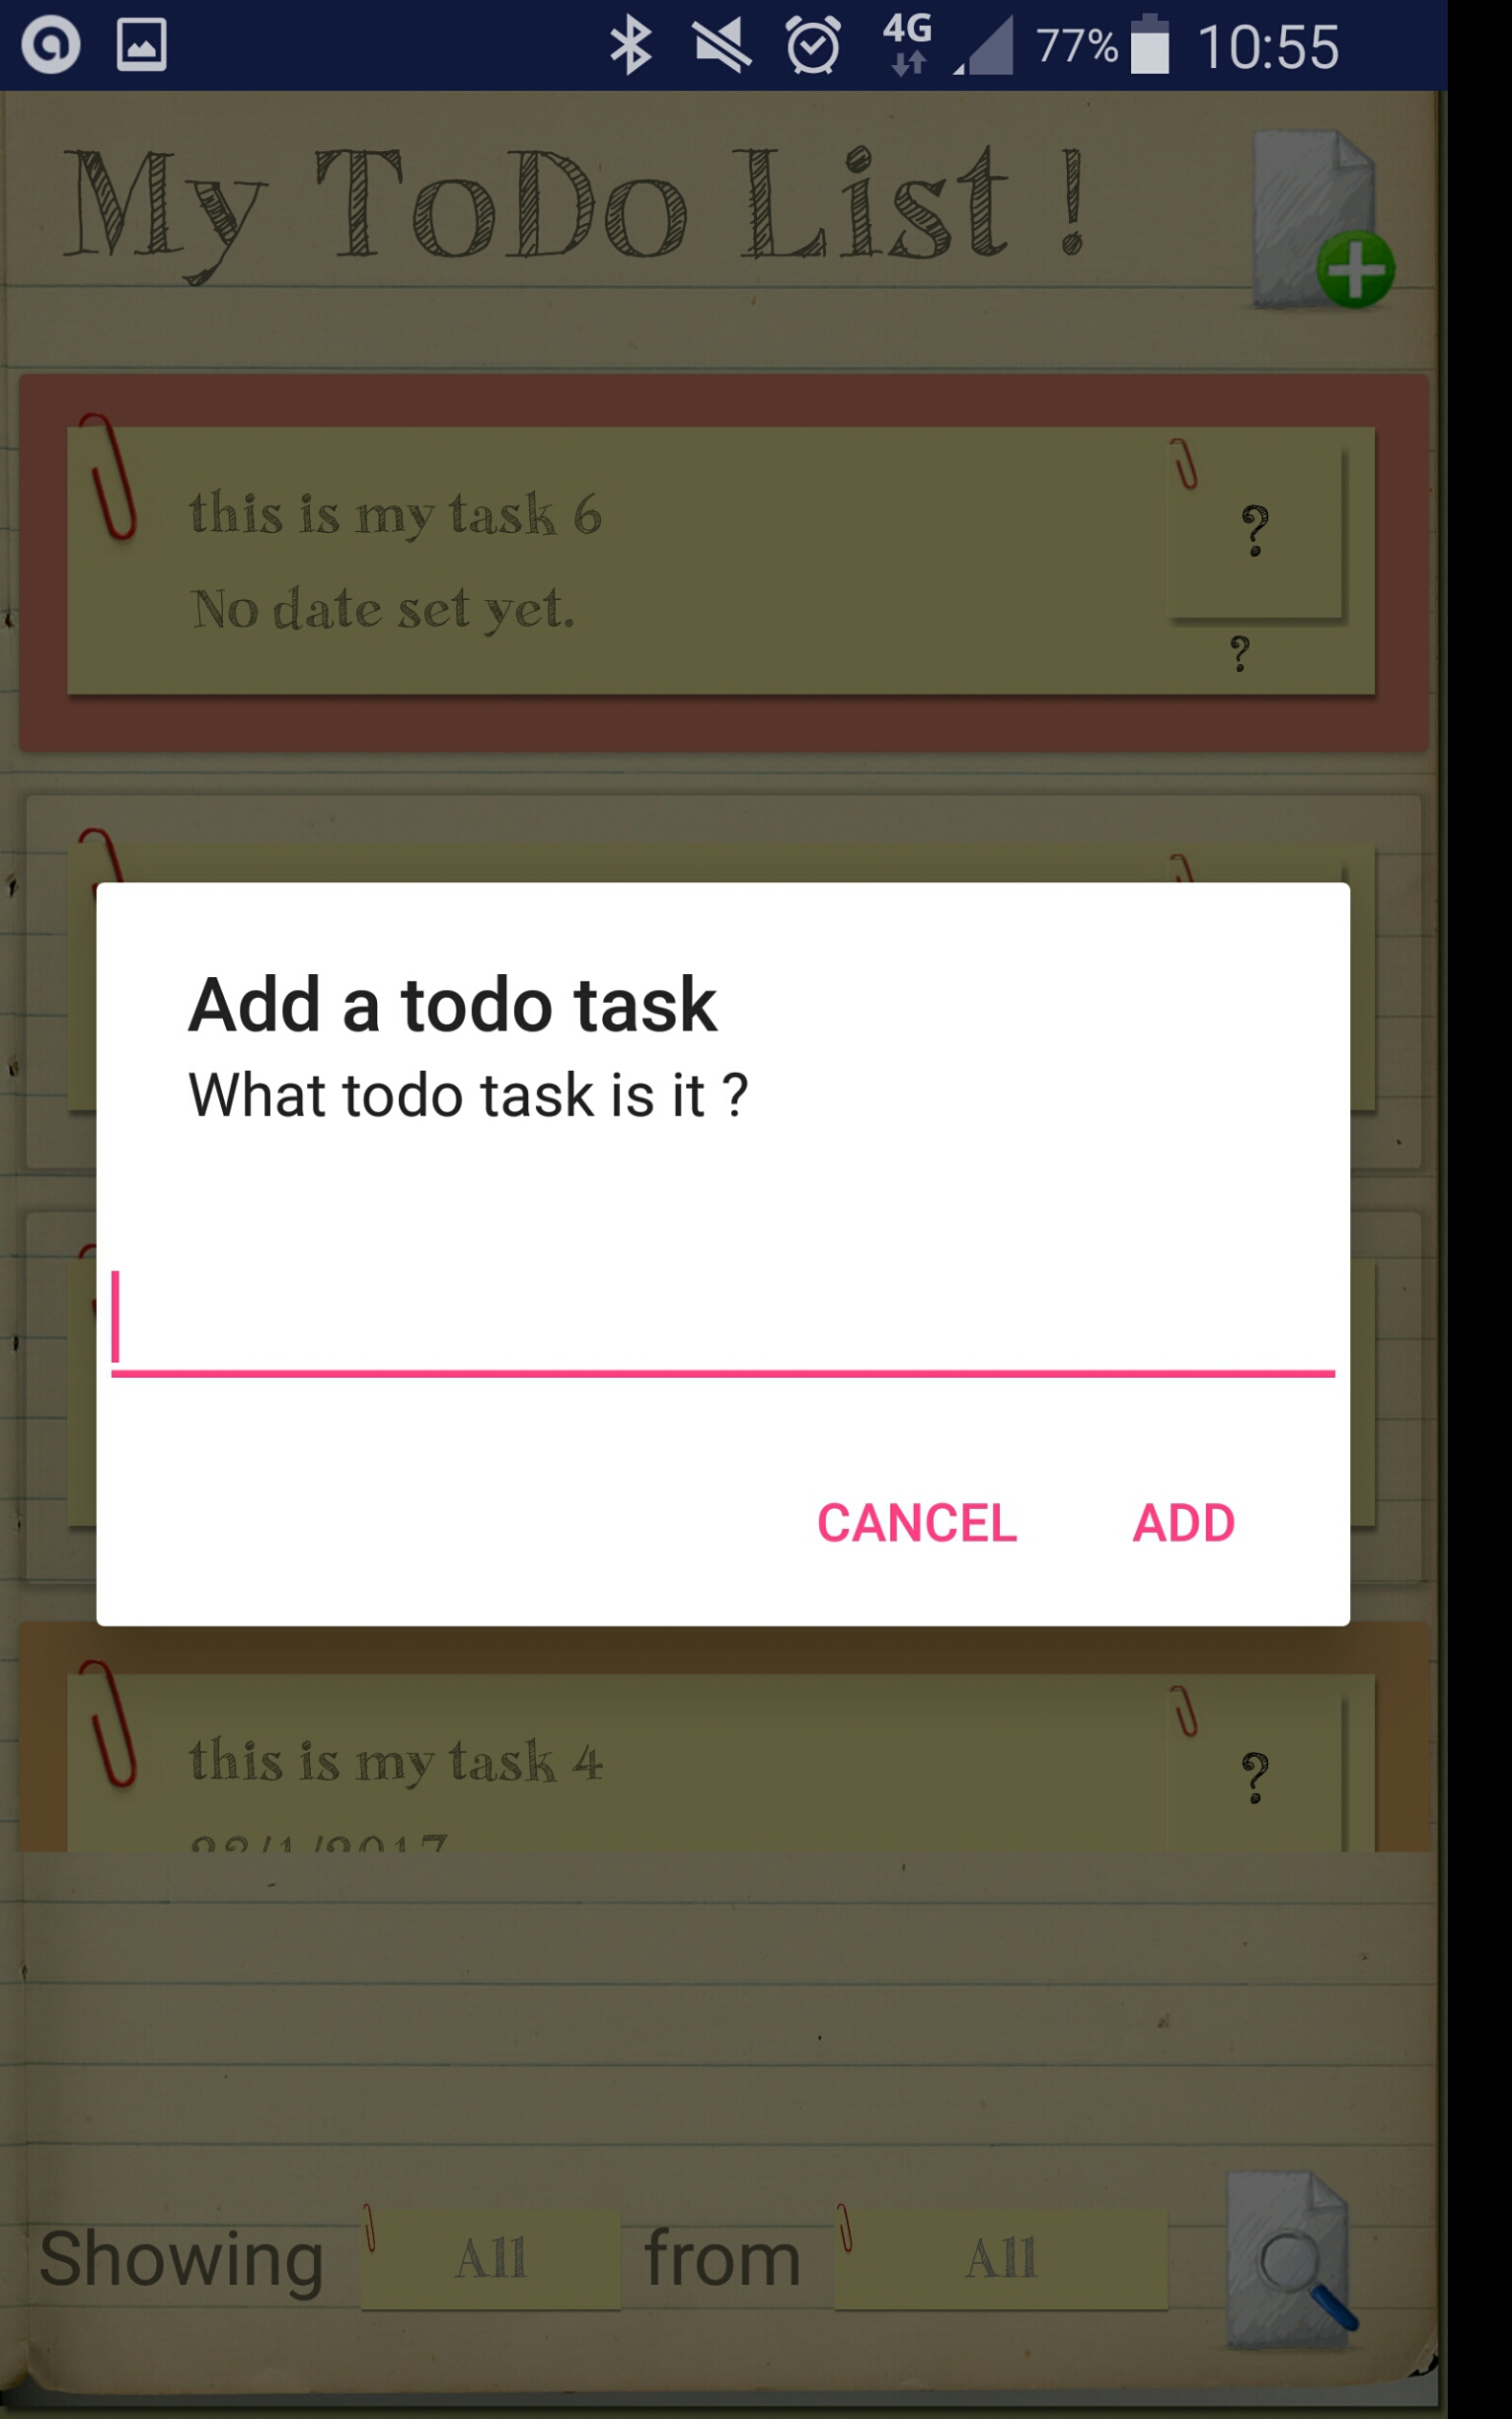 4G 77% 10:55
My ToDo List !
this is my task 6
?
No date set yet.
?
Add a todo task
What todo task is it ?
CANCEL ADD
this is my task 4
?
Showing All from All